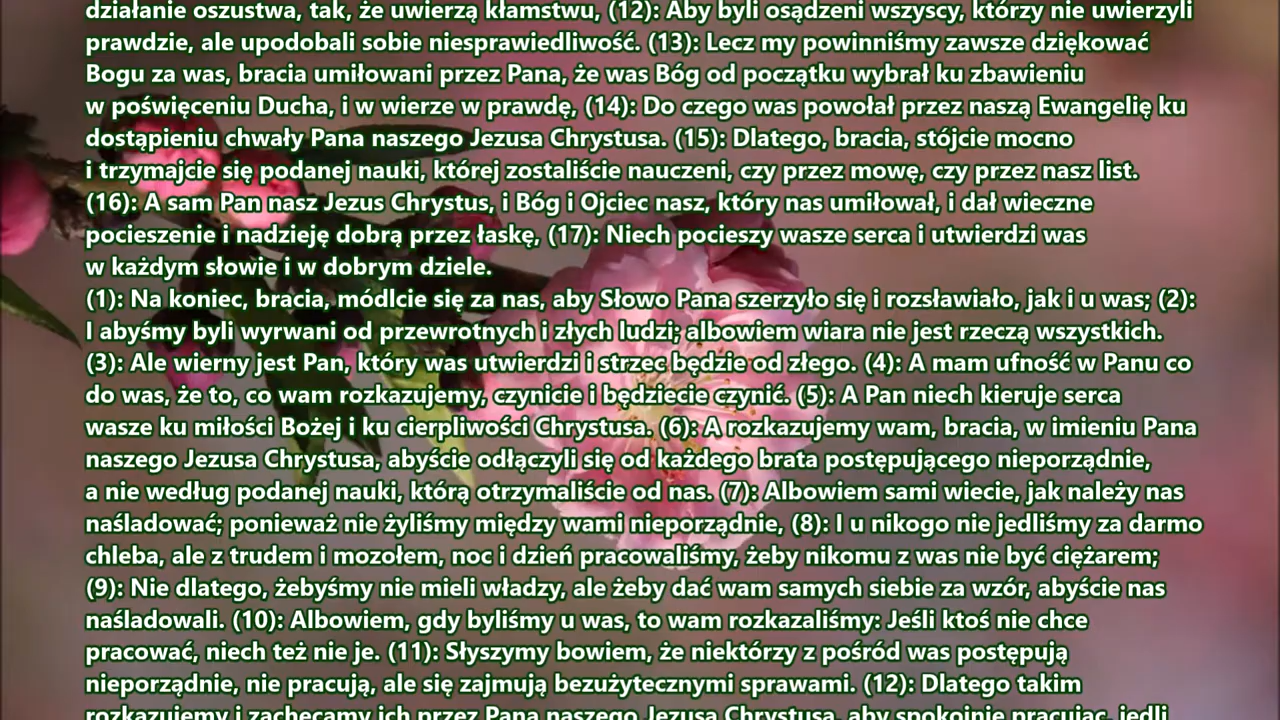 działanie oszustwa, tak, że uwierzą kłamstwu, (12): Aby byli osądzeni wszyscy, którzy nie uwierzyli
prawdzie, ale upodobali sobie niesprawiedliwość. (13): Lecz my powinniśmy zawsze dziękować
Bogu za was, bracia umiłowani przez Pana, że was Bóg od początku wybrał ku zbawieniu
w poświęceniu Ducha, i w wierze w prawdę, (14): Do czego was powołał przez naszą Ewangelię ku
dostąpieniu chwały Pana naszego Jezusa Chrystusa. (15): Dlatego, bracia, stójcie mocno
i trzymajcie się podanej nauki, której zostaliście nauczeni, czy przez mowę, czy przez nasz list.
(16): A sam Pan nasz Jezus Chrystus, i Bóg i Ojciec nasz, który nas umiłował, i dał wieczne
pocieszenie i nadzieję dobrą przez łaskę, (17): Niech pocieszy wasze serca i utwierdzi was
w każdym słowie i w dobrym dziele.
(1): Na koniec, bracia, módlcie się za nas, aby Słowo Pana szerzyło się i rozsławiało, jak i u was; (2):
I abyśmy byli wyrwani od przewrotnych i złych ludzi; albowiem wiara nie jest rzeczą wszystkich.
(3): Ale wierny jest Pan, który was utwierdzi i strzec będzie od złego. (4): A mam ufność w Panu co
do was, że to, co wam rozkazujemy, czynicie i będziecie czynić. (5): A Pan niech kieruje serca
wasze ku miłości Bożej i ku cierpliwości Chrystusa. (6): A rozkazujemy wam, bracia, w imieniu Pana
naszego Jezusa Chrystusa, abyście odłączyli się od każdego brata postępującego nieporządnie,
a nie według podanej nauki, którą otrzymaliście od nas. (7): Albowiem sami wiecie, jak należy nas
naśladować; ponieważ nie żyliśmy między wami nieporządnie, (8): I u nikogo nie jedliśmy za darmo
chleba, ale z trudem i mozołem, noc i dzień pracowaliśmy, żeby nikomu z was nie być ciężarem;
(9): Nie dlatego, żebyśmy nie mieli władzy, ale żeby dać wam samych siebie za wzór, abyście nas
naśladowali. (10): Albowiem, gdy byliśmy u was, to wam rozkazaliśmy: Jeśli ktoś nie chce
pracować, niech też nie je. (11): Słyszymy bowiem, że niektórzy z pośród was postępują
nieporządnie, nie pracują, ale się zajmują bezużytecznymi sprawami. (12): Dlatego takim
rozkazujemy i zachęcamy ich przez Pana naszego Jezusa Chrystusa, aby spokojnie pracując, jedli